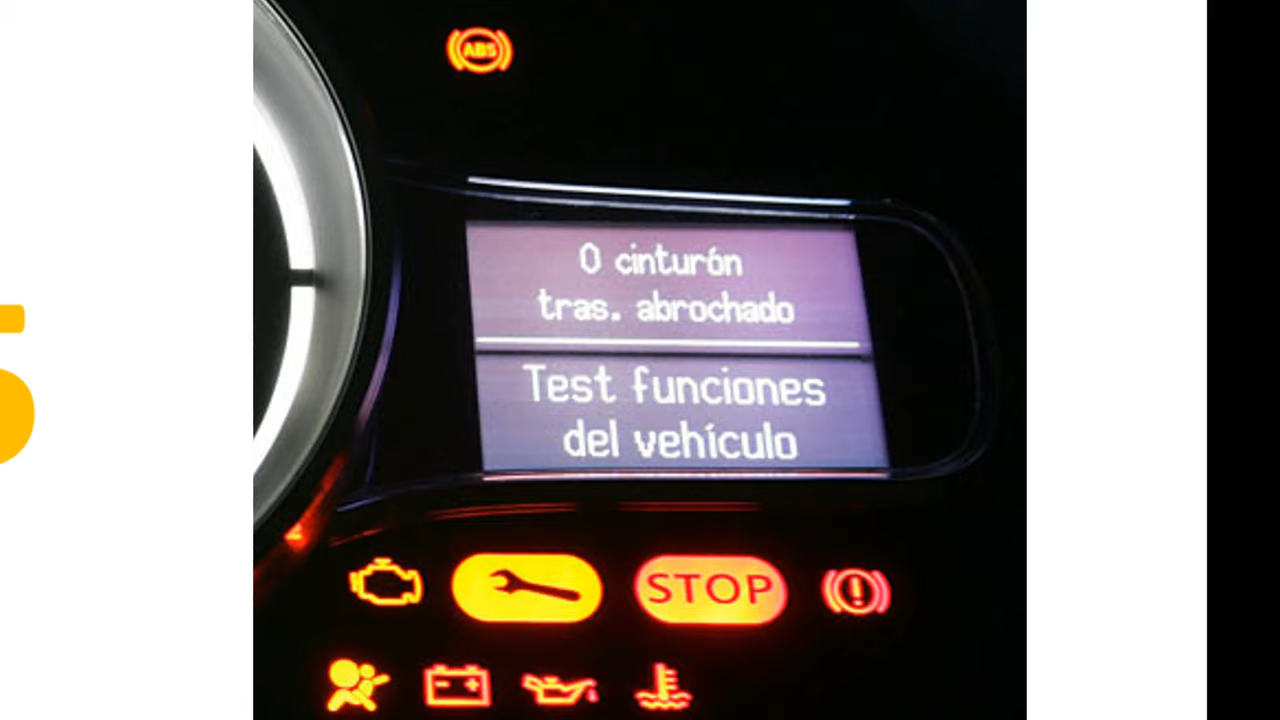 ABS
0 cinturón
tras. abrochado
Test funciones
del vehículo
STOP